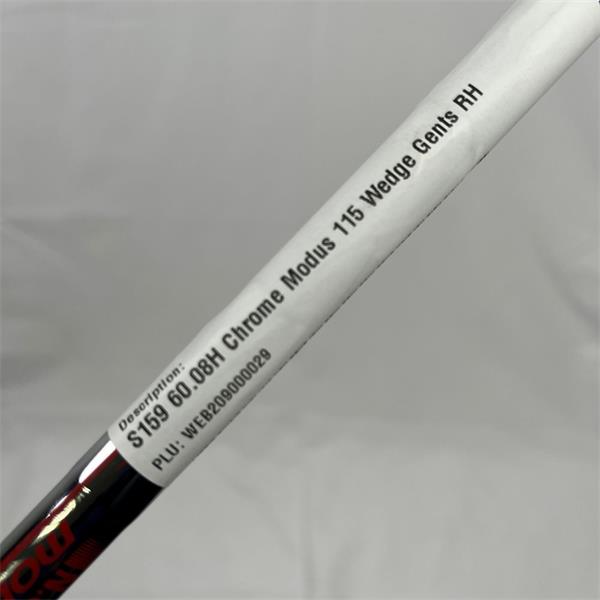 Description:
S159 60.08H Chrome Modus 115 Wedge Gents RH
PLU: WEB209000029